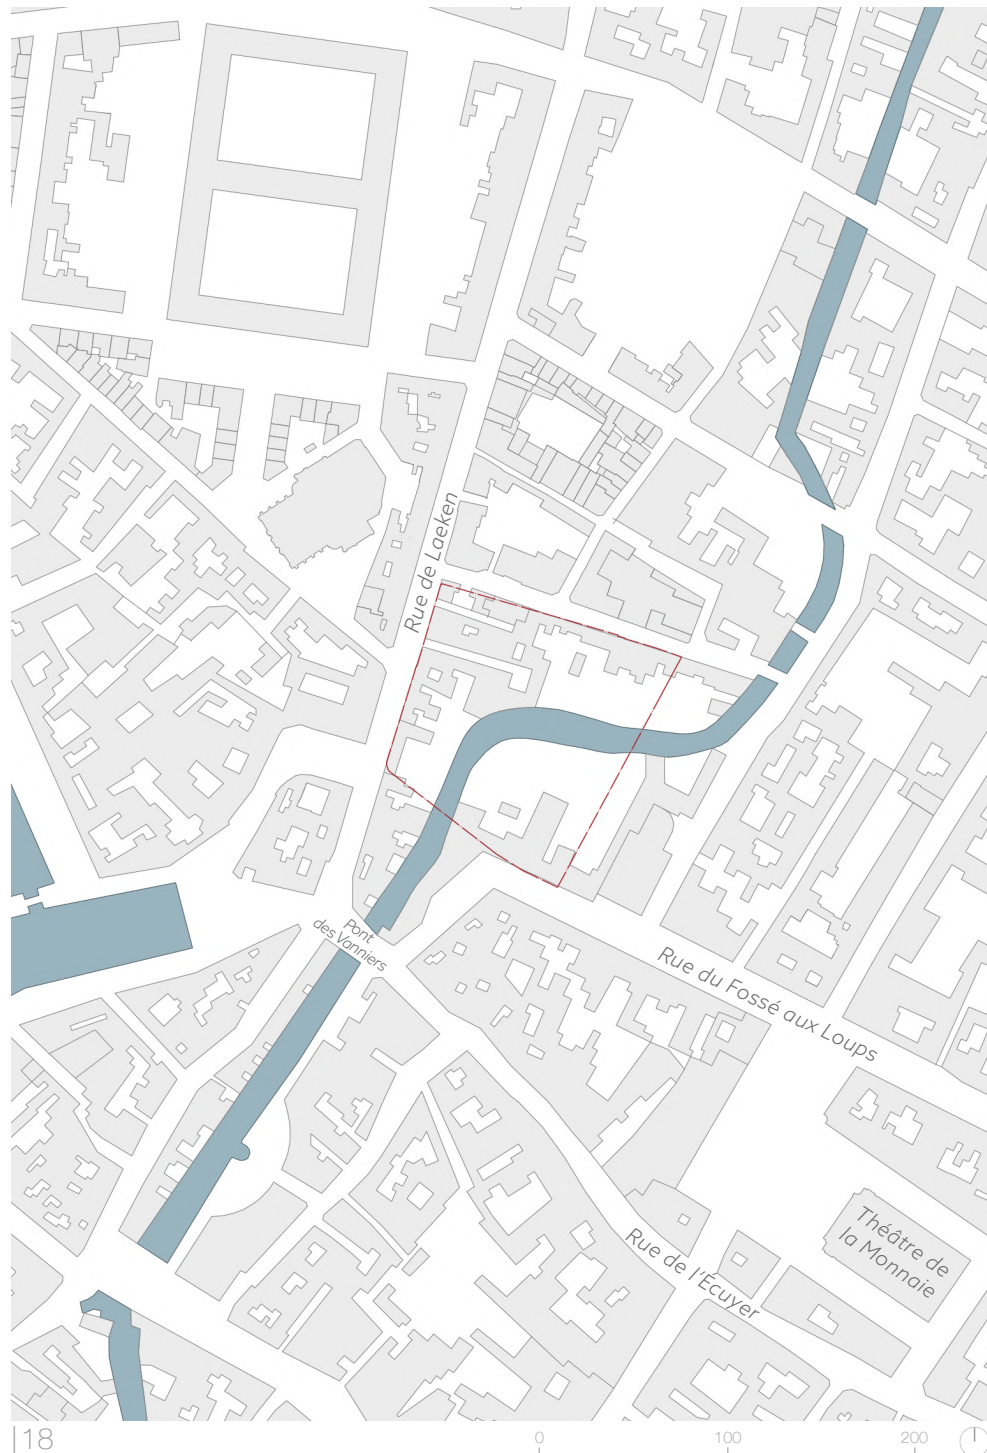 Rue de Laeken
Pont
des Vanniers
Rue du Fossé aux Loups
Théâtre de
la Monnaie
Rue de l'Écuyer
|18
0 100 200